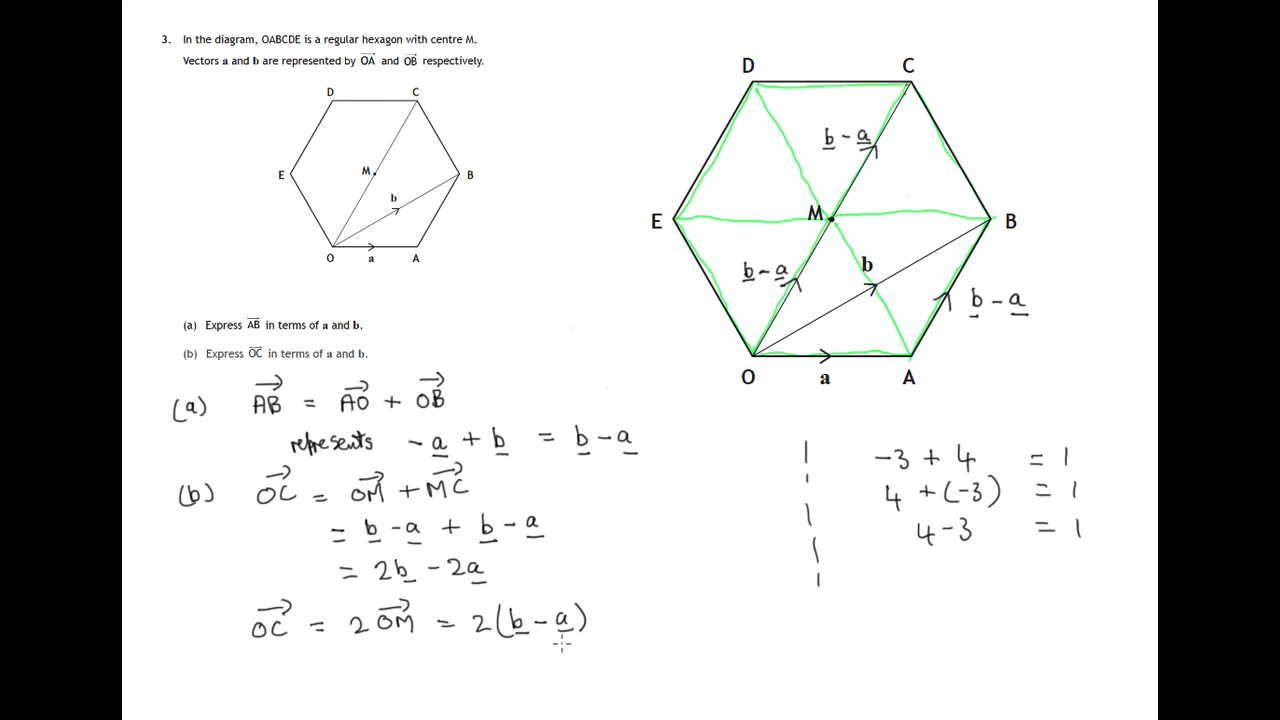 3. In the diagram, OABCDE is a regular hexagon with centre M.
Vectors a and b are represented by OA and OB respectively.
D C
E M B
b
O a A
(a) Express AB in terms of a and b.
(b) Express OC in terms of a and b.
D C
b - a
E M B
b - a b b - a
O a A
(a) AB = AO + OB
represents - a + b = b - a
(b) OC = OM + MC
= b - a + b - a
= 2b - 2a
OC = 2 OM = 2(b - a)
-3 + 4 = 1
4 + (-3) = 1
4 - 3 = 1